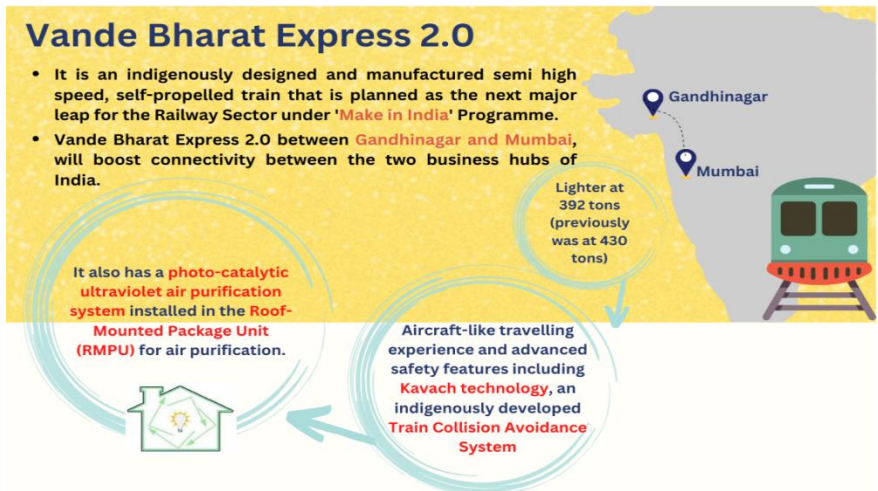 Vande Bharat Express 2.0
• It is an indigenously designed and manufactured semi high
speed, self-propelled train that is planned as the next major
leap for the Railway Sector under 'Make in India' Programme.
• Vande Bharat Express 2.0 between Gandhinagar and Mumbai,
will boost connectivity between the two business hubs of
India.
Gandhinagar
Mumbai
Lighter at
392 tons
(previously
was at 430
tons)
Aircraft-like travelling
experience and advanced
safety features including
Kavach technology, an
indigenously developed
Train Collision Avoidance
System
It also has a photo-catalytic
ultraviolet air purification
system installed in the Roof-
Mounted Package Unit
(RMPU) for air purification.